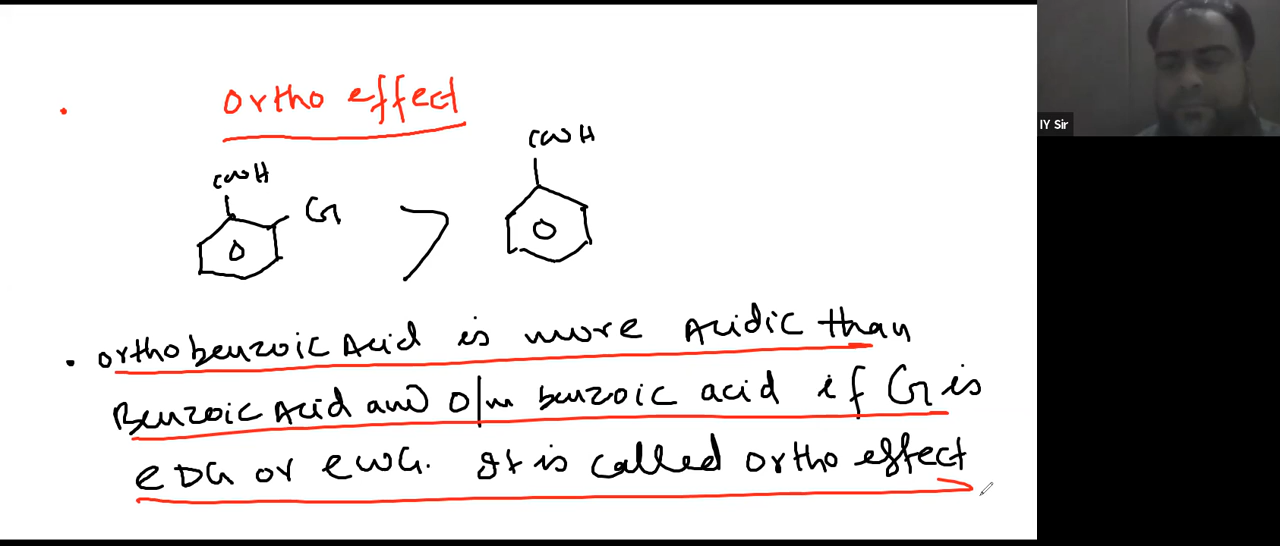 ortho effect
COOH
COOH
G
>
• orthobenzoic Acid is more Acidic than
Benzoic Acid and o/m benzoic acid if G is
eDG or eWG. It is called ortho effect
IY Sir